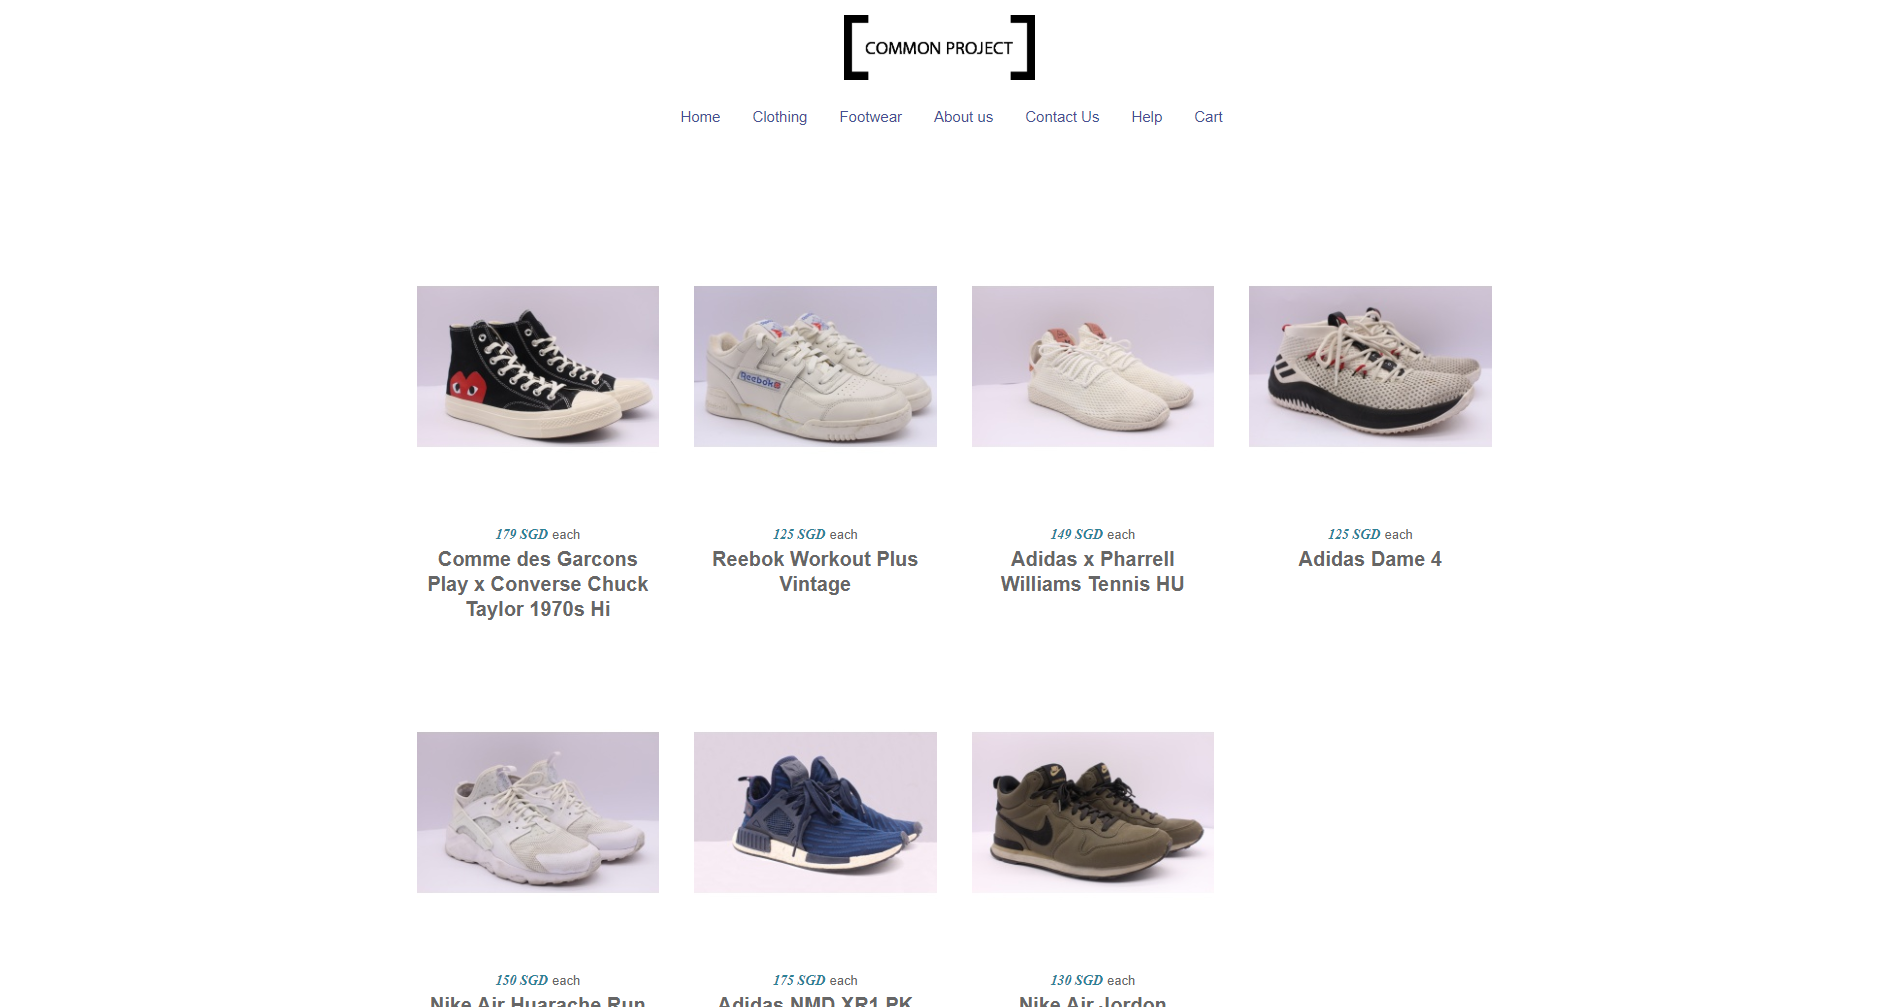 COMMON PROJECT
Home Clothing Footwear About us Contact Us Help Cart
Reebok
179 SGD each
Comme des Garcons
Play x Converse Chuck
Taylor 1970s Hi
125 SGD each
Reebok Workout Plus
Vintage
149 SGD each
Adidas x Pharrell
Williams Tennis HU
125 SGD each
Adidas Dame 4
150 SGD each
Nike Air Huarache Run
175 SGD each
Adidas NMD XR1 PK
130 SGD each
Nike Air Jordon